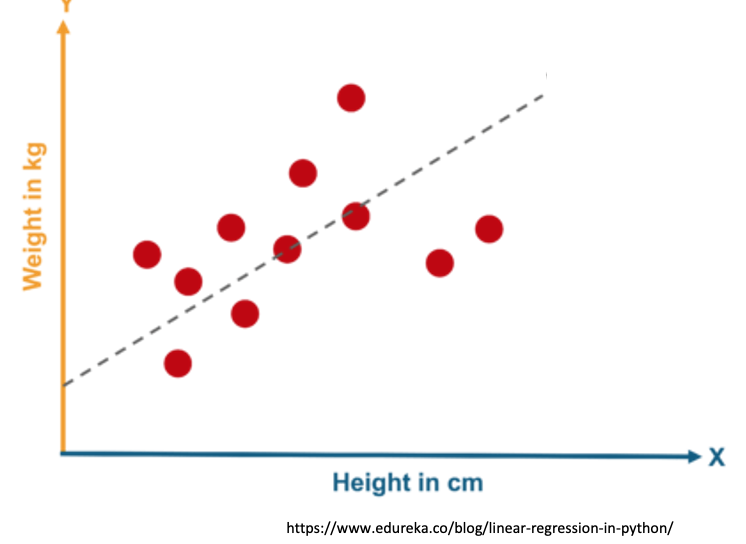 Y
Weight in kg
X
Height in cm
https://www.edureka.co/blog/linear-regression-in-python/